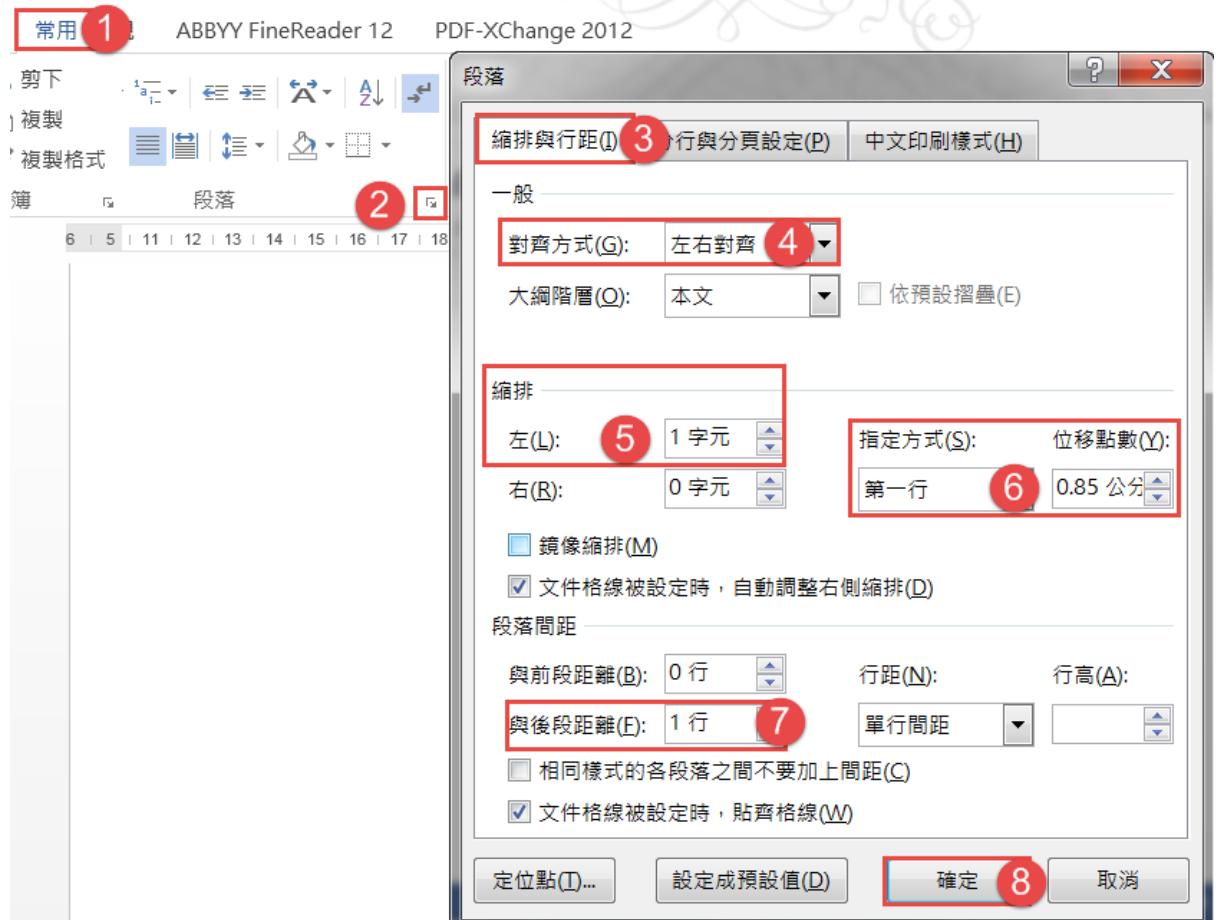 常用 1 ABBYY FineReader 12 PDF-XChange 2012
剪下
複製
複製格式
簿 段落 2
6 5 11 12 13 14 15 16 17 18
段落
縮排與行距(I) 3 行與分頁設定(P) 中文印刷樣式(H)
一般
對齊方式(G): 左右對齊 4
大綱階層(O): 本文 依預設摺疊(E)
縮排
左(L): 5 1 字元 指定方式(S): 位移點數(Y):
右(R): 0 字元 第一行 6 0.85 公分
鏡像縮排(M)
文件格線被設定時，自動調整右側縮排(D)
段落間距
與前段距離(B): 0 行 行距(N): 行高(A):
與後段距離(F): 1 行 7 單行間距
相同樣式的各段落之間不要加上間距(C)
文件格線被設定時，貼齊格線(W)
定位點(T)... 設定成預設值(D) 確定 8 取消